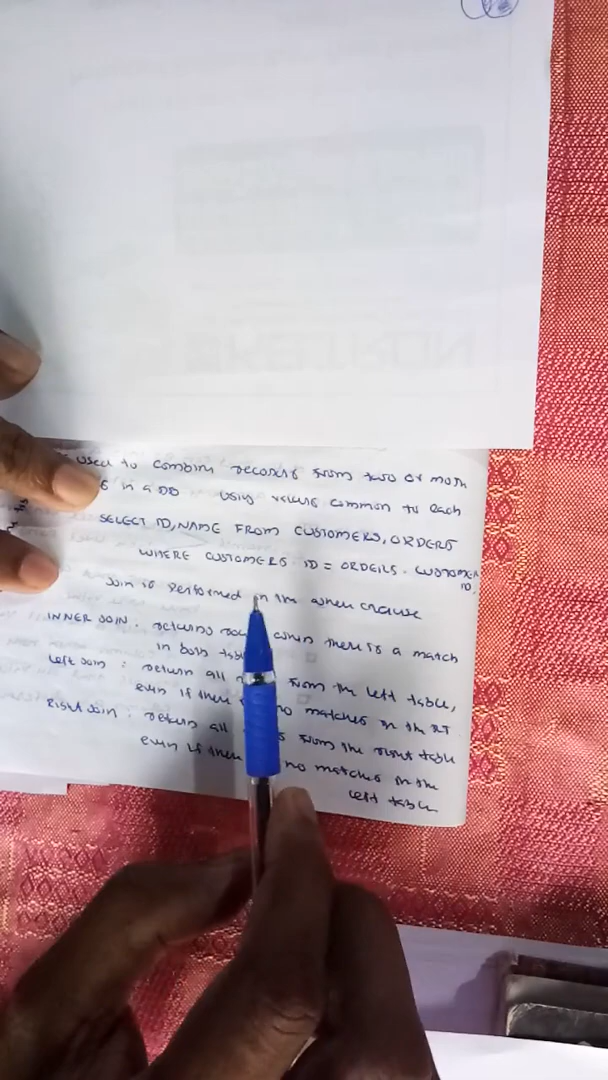 used to combine records from two or more
in a DB using values common to each
SELECT ID, NAME FROM CUSTOMERS, ORDERS
WHERE CUSTOMERS . ID = ORDERS . CUSTOMER
ID;
Join is performed in the where clause
INNER JOIN : returns when there is a match
in both
Left Join : return all from the left table,
even if there no matches in the RT
Right Join : return all from the right table
even if there no matches in the
left table